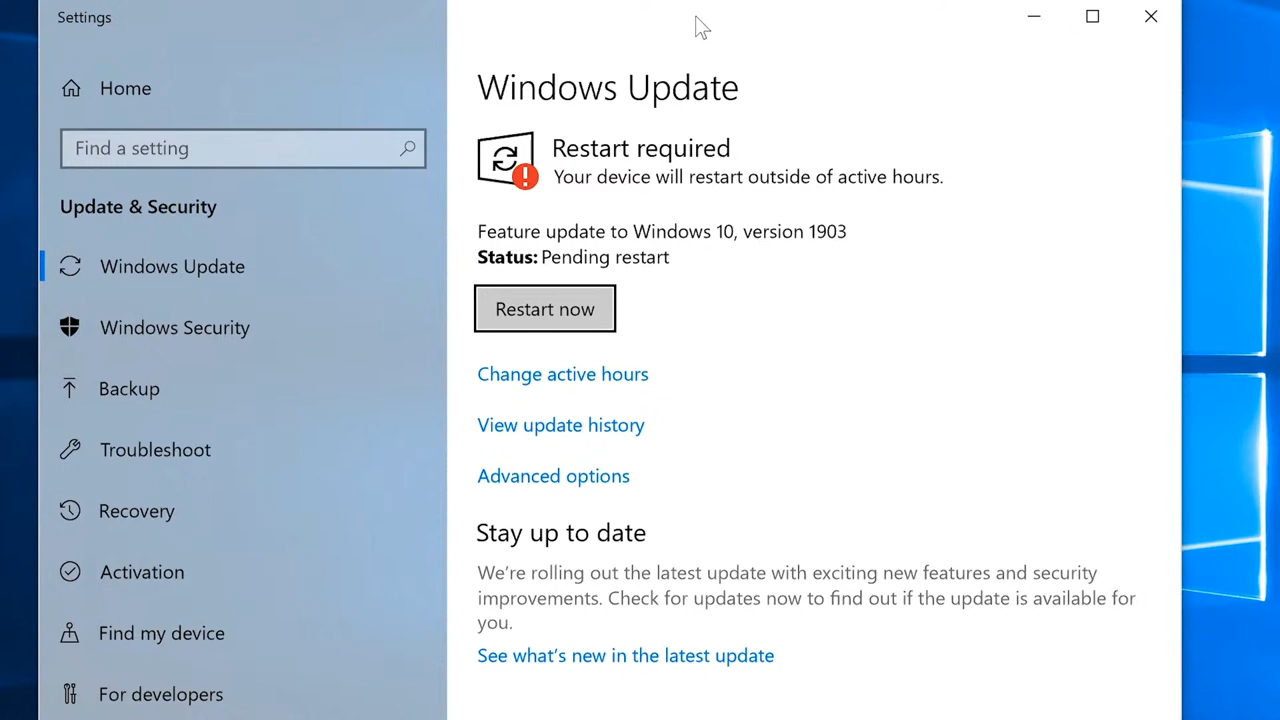 Settings
Home
Find a setting
Update & Security
Windows Update
Windows Security
Backup
Troubleshoot
Recovery
Activation
Find my device
For developers
Windows Update
Restart required
Your device will restart outside of active hours.
Feature update to Windows 10, version 1903
Status: Pending restart
Restart now
Change active hours
View update history
Advanced options
Stay up to date
We're rolling out the latest update with exciting new features and security
improvements. Check for updates now to find out if the update is available for
you.
See what's new in the latest update